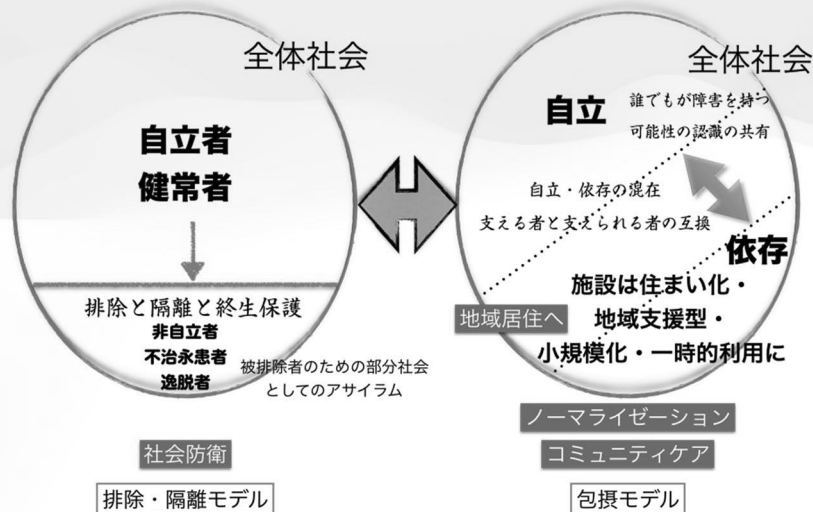 全体社会
自立者
健常者
排除と隔離と終生保護
非自立者
不治永患者
逸脱者
被排除者のための部分社会
としてのアサイラム
社会防衛
排除・隔離モデル
全体社会
自立
誰でもが障害を持つ
可能性の認識の共有
自立・依存の混在
支える者と支えられる者の互換
依存
施設は住まい化・
地域居住へ
地域支援型・
小規模化・一時的利用に
ノーマライゼーション
コミュニティケア
包摂モデル